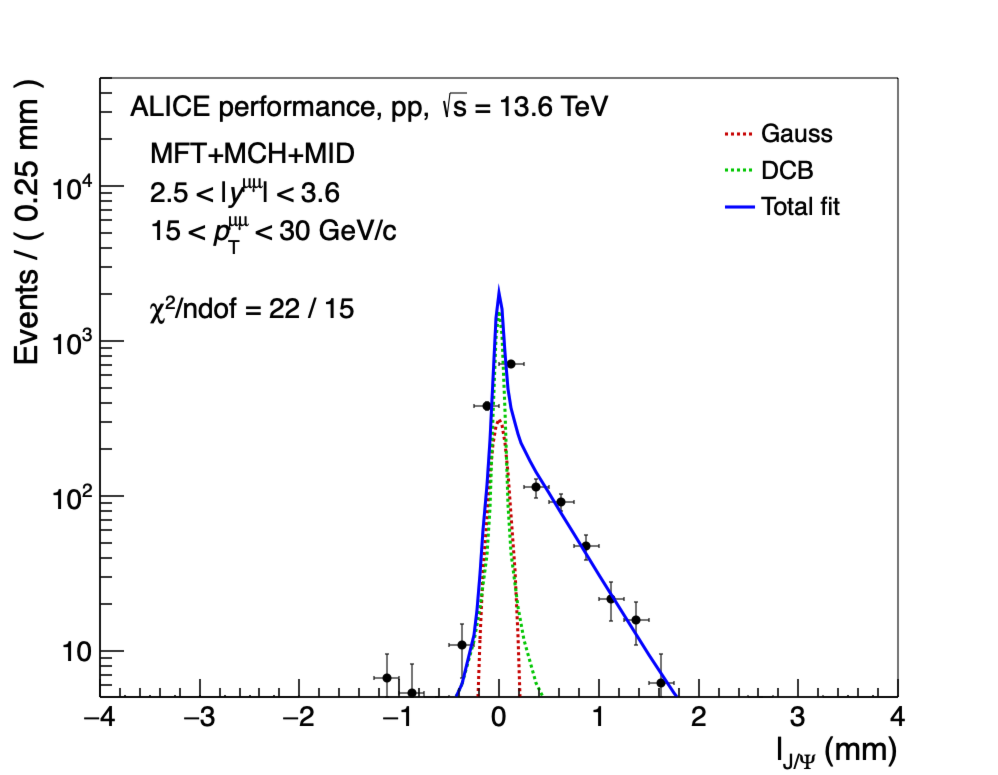 ALICE performance, pp, √s = 13.6 TeV
MFT+MCH+MID
2.5 < |y^μμ| < 3.6
15 < p_T^μμ < 30 GeV/c
χ²/ndof = 22 / 15
Gauss
DCB
Total fit
Events / ( 0.25 mm )
10⁴
10³
10²
10
−4 −3 −2 −1 0 1 2 3 4
l_J/Ψ (mm)